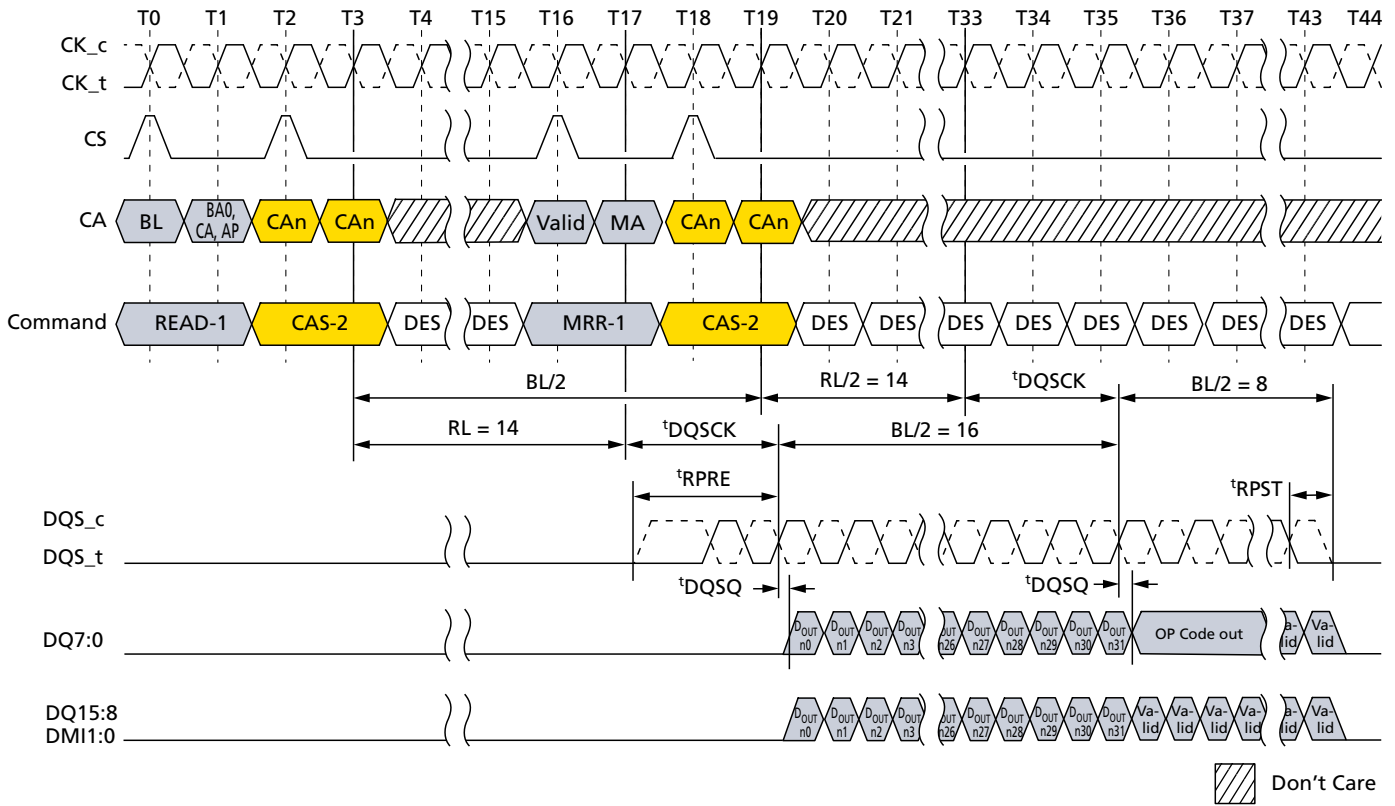 T0 T1 T2 T3 T4 T15 T16 T17 T18 T19 T20 T21 T33 T34 T35 T36 T37 T43 T44
CK_c
CK_t
CS
CA BL BA0, CA, AP CAn CAn Valid MA CAn CAn
Command READ-1 CAS-2 DES DES MRR-1 CAS-2 DES DES DES DES DES DES DES DES
BL/2 RL/2 = 14 tDQSCK BL/2 = 8
RL = 14 tDQSCK BL/2 = 16
tRPRE tRPST
DQS_c
DQS_t
tDQSQ tDQSQ
DQ7:0 DOUT n0 DOUT n1 DOUT n2 DOUT n3 OUT n26 DOUT n27 DOUT n28 DOUT n29 DOUT n30 DOUT n31 OP Code out a-lid Va-lid
DQ15:8
DMI1:0 DOUT n0 DOUT n1 DOUT n2 DOUT n3 OUT n26 DOUT n27 DOUT n28 DOUT n29 DOUT n30 DOUT n31 Va-lid Va-lid Va-lid Va-lid a-lid Va-lid
Don't Care